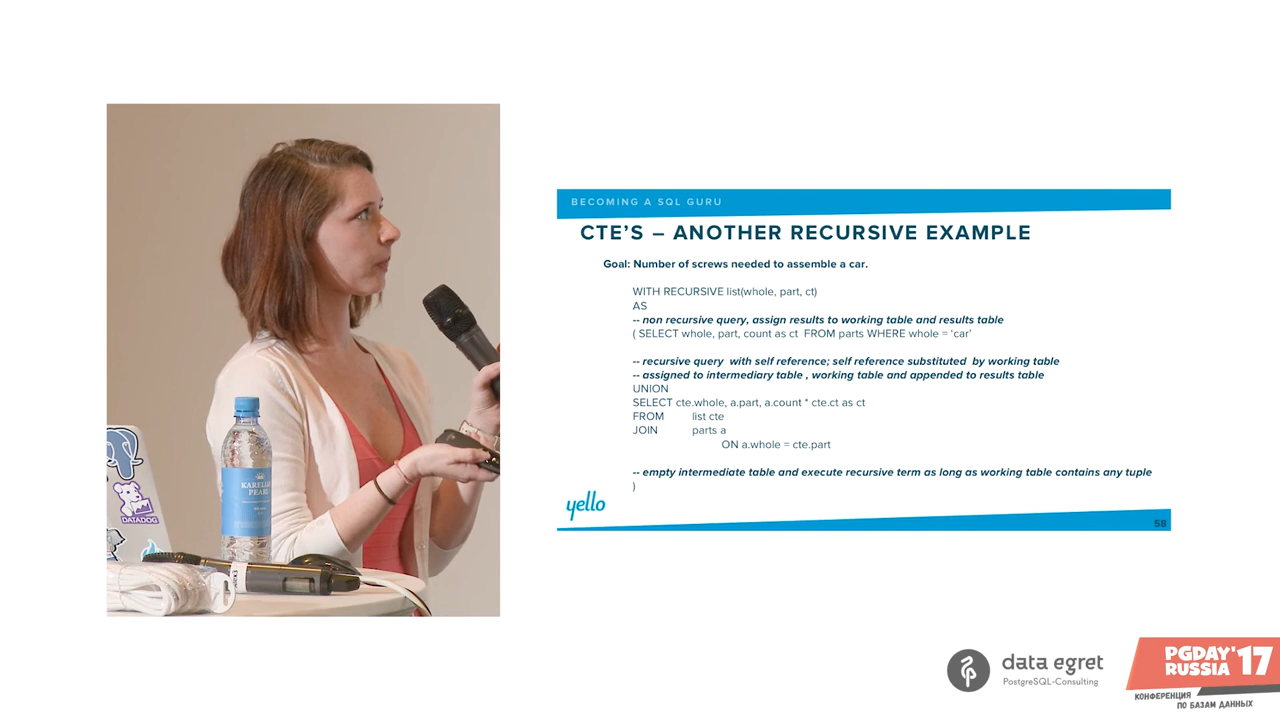 BECOMING A SQL GURU
CTE'S – ANOTHER RECURSIVE EXAMPLE
Goal: Number of screws needed to assemble a car.
WITH RECURSIVE list(whole, part, ct)
AS
-- non recursive query, assign results to working table and results table
( SELECT whole, part, count as ct FROM parts WHERE whole = ‘car’
-- recursive query with self reference; self reference substituted by working table
-- assigned to intermediary table , working table and appended to results table
UNION
SELECT cte.whole, a.part, a.count * cte.ct as ct
FROM list cte
JOIN parts a
ON a.whole = cte.part
-- empty intermediate table and execute recursive term as long as working table contains any tuple
)
yello
58
DATADOG
data egret
PostgreSQL-Consulting
PGDAY'17
RUSSIA
КОНФЕРЕНЦИЯ
ПО БАЗАМ ДАННЫХ